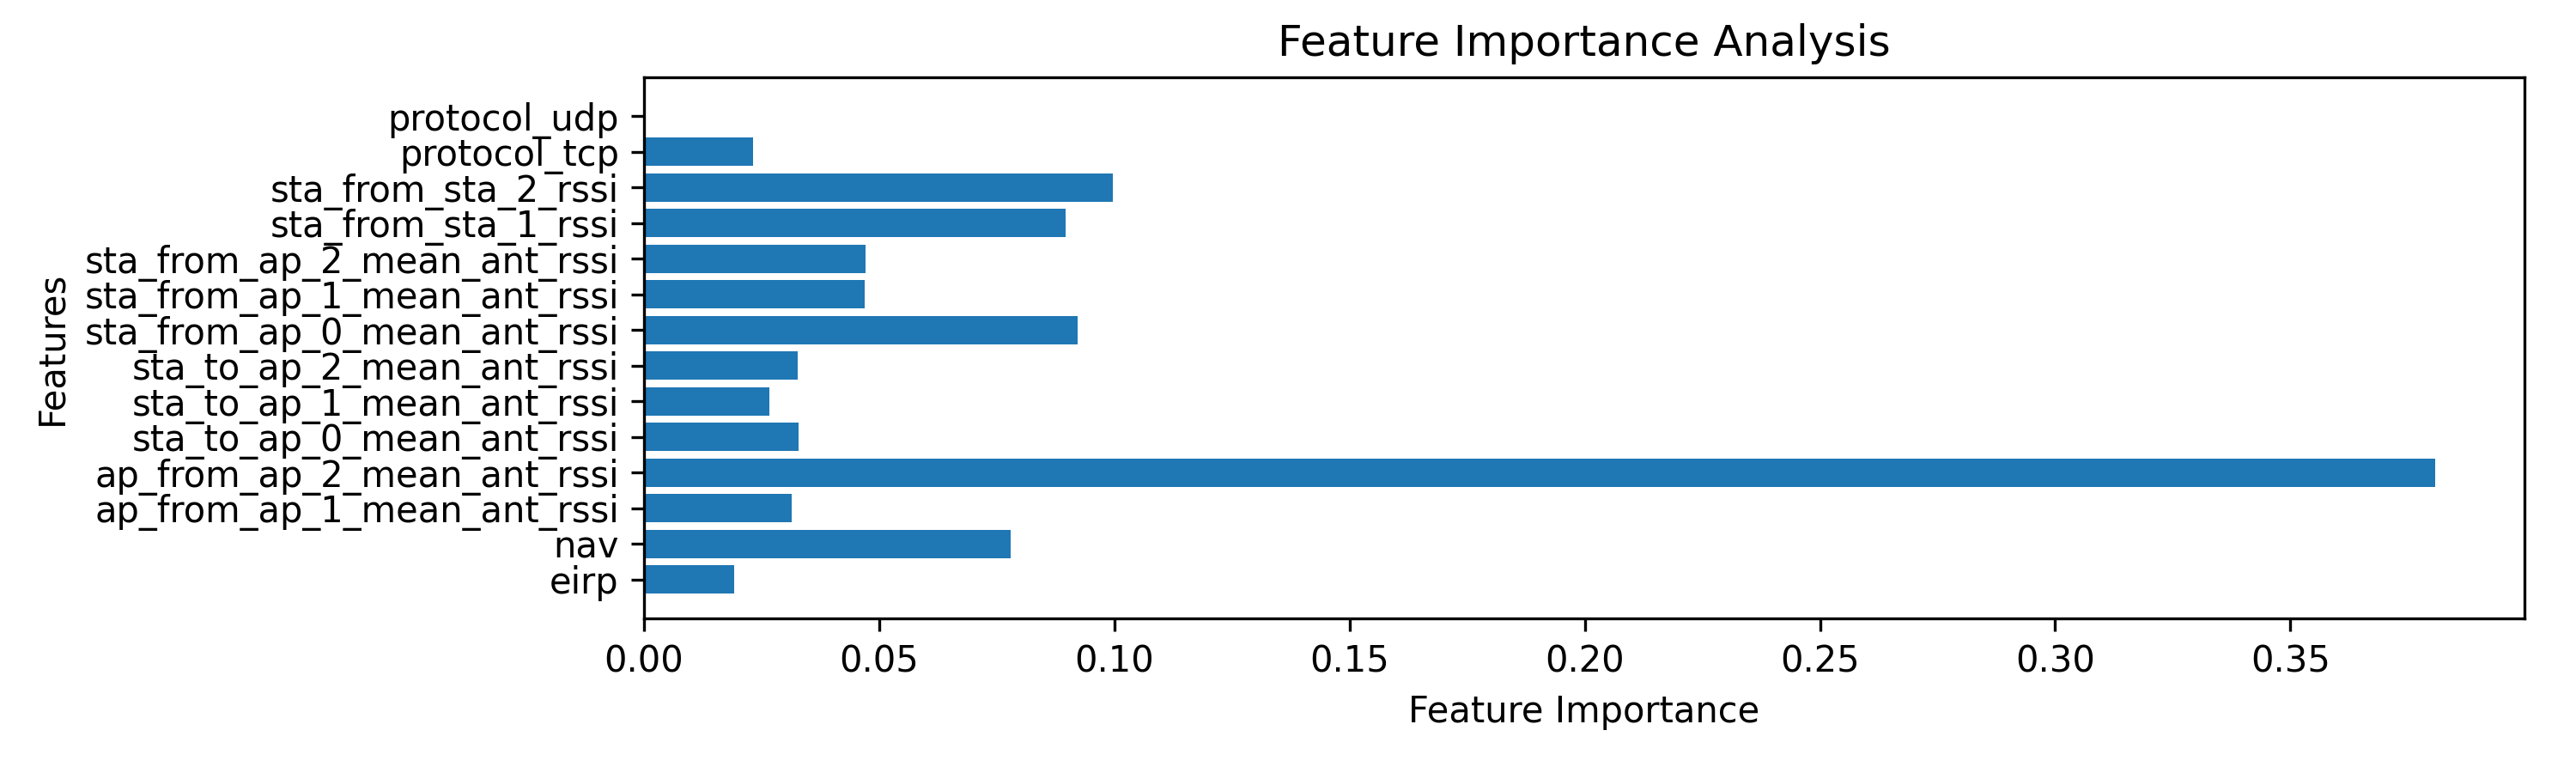 Feature Importance Analysis
Features
protocol_udp
protocol_tcp
sta_from_sta_2_rssi
sta_from_sta_1_rssi
sta_from_ap_2_mean_ant_rssi
sta_from_ap_1_mean_ant_rssi
sta_from_ap_0_mean_ant_rssi
sta_to_ap_2_mean_ant_rssi
sta_to_ap_1_mean_ant_rssi
sta_to_ap_0_mean_ant_rssi
ap_from_ap_2_mean_ant_rssi
ap_from_ap_1_mean_ant_rssi
nav
eirp
0.00 0.05 0.10 0.15 0.20 0.25 0.30 0.35
Feature Importance